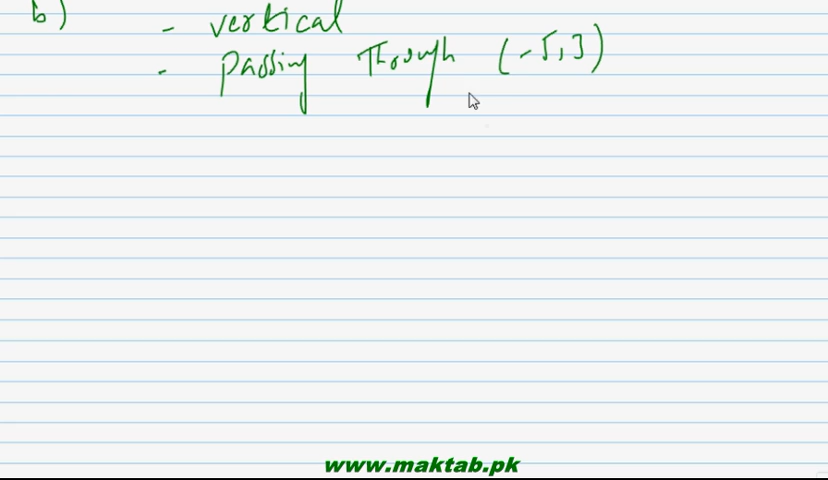 b)
- vertical
- Passing Through (-5,3)
www.maktab.pk